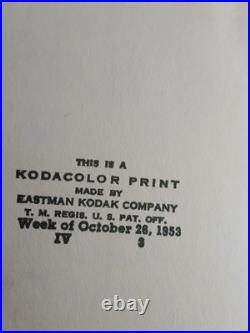 THIS IS A
KODACOLOR PRINT
MADE BY
EASTMAN KODAK COMPANY
T. M. REGIS. U. S. PAT. OFF.
Week of October 26, 1953
IV 3